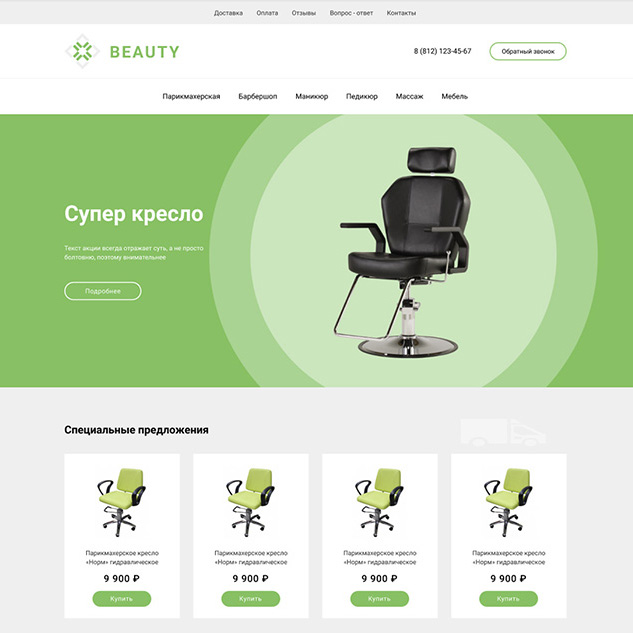 Доставка Оплата Отзывы Вопрос - ответ Контакты
BEAUTY 8 (812) 123-45-67 Обратный звонок
Парикмахерская Барбершоп Маникюр Педикюр Массаж Мебель
Супер кресло
Текст акции всегда отражает суть, а не просто
болтовню, поэтому внимательнее
Подробнее
Специальные предложения
Парикмахерское кресло
«Норм» гидравлическое
9 900 ₽
Купить
Парикмахерское кресло
«Норм» гидравлическое
9 900 ₽
Купить
Парикмахерское кресло
«Норм» гидравлическое
9 900 ₽
Купить
Парикмахерское кресло
«Норм» гидравлическое
9 900 ₽
Купить